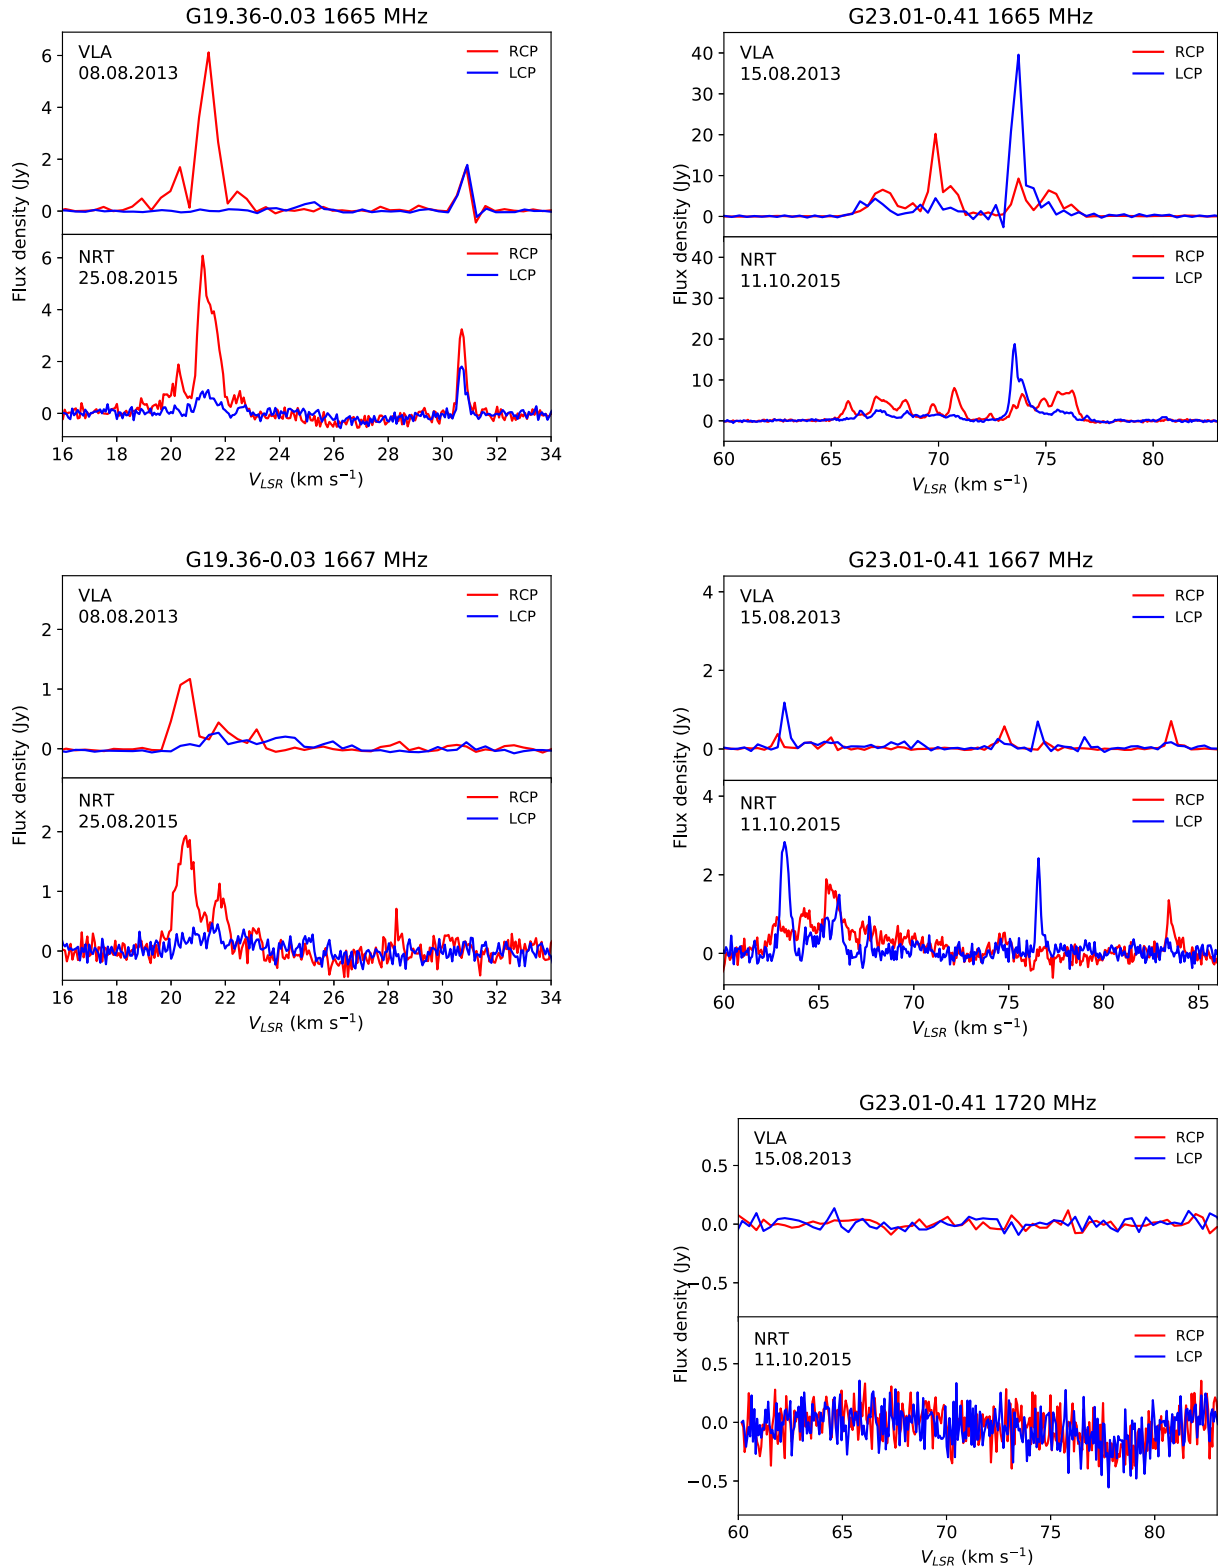 G19.36-0.03 1665 MHz
VLA
08.08.2013
RCP
LCP
6
4
2
0
NRT
25.08.2015
RCP
LCP
6
4
2
0
Flux density (Jy)
16 18 20 22 24 26 28 30 32 34
V_LSR (km s⁻¹)
G23.01-0.41 1665 MHz
VLA
15.08.2013
RCP
LCP
40
30
20
10
0
NRT
11.10.2015
RCP
LCP
40
30
20
10
0
Flux density (Jy)
60 65 70 75 80
V_LSR (km s⁻¹)
G19.36-0.03 1667 MHz
VLA
08.08.2013
RCP
LCP
2
1
0
NRT
25.08.2015
RCP
LCP
2
1
0
Flux density (Jy)
16 18 20 22 24 26 28 30 32 34
V_LSR (km s⁻¹)
G23.01-0.41 1667 MHz
VLA
15.08.2013
RCP
LCP
4
2
0
NRT
11.10.2015
RCP
LCP
4
2
0
Flux density (Jy)
60 65 70 75 80 85
V_LSR (km s⁻¹)
G23.01-0.41 1720 MHz
VLA
15.08.2013
RCP
LCP
0.5
0.0
−0.5
NRT
11.10.2015
RCP
LCP
0.5
0.0
−0.5
Flux density (Jy)
60 65 70 75 80
V_LSR (km s⁻¹)